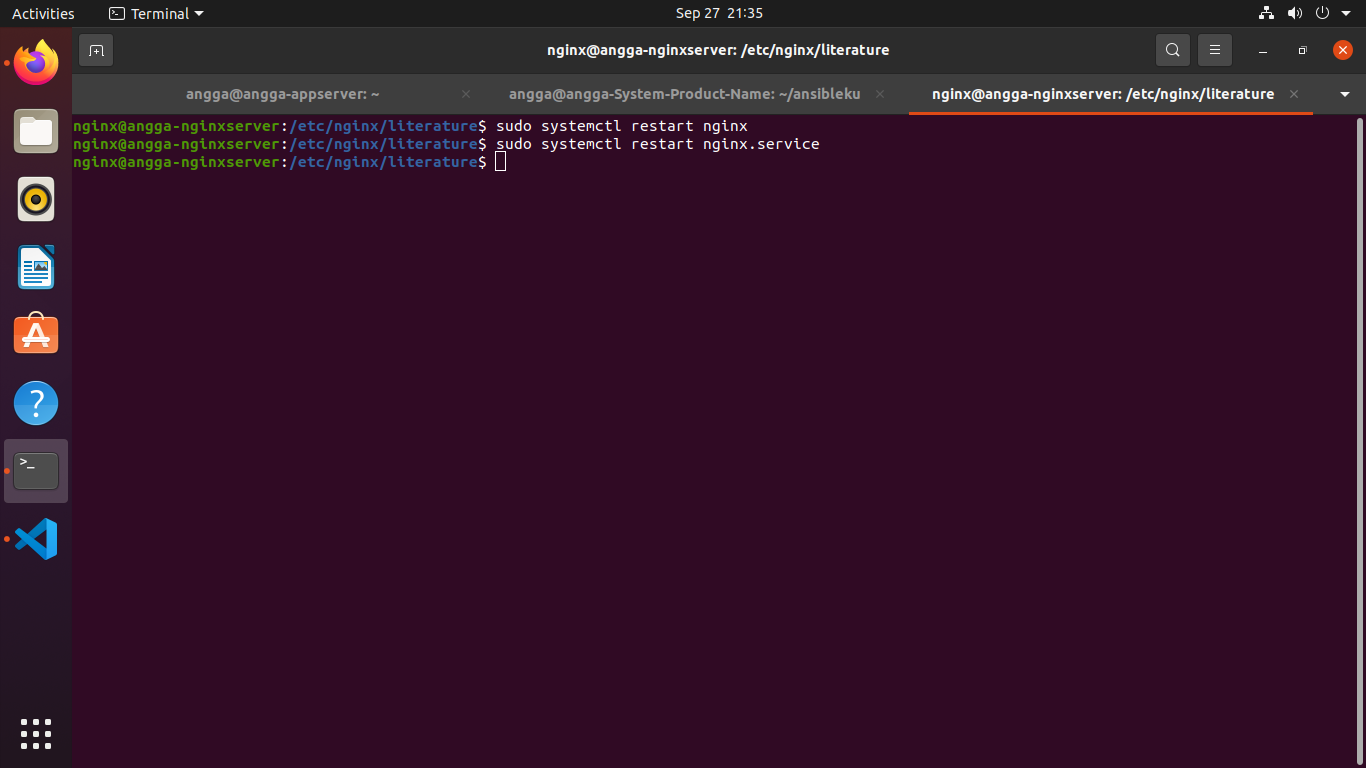 Activities
Terminal
Sep 27 21:35
nginx@angga-nginxserver: /etc/nginx/literature
angga@angga-appserver: ~
angga@angga-System-Product-Name: ~/ansibleku
nginx@angga-nginxserver: /etc/nginx/literature
nginx@angga-nginxserver:/etc/nginx/literature$ sudo systemctl restart nginx
nginx@angga-nginxserver:/etc/nginx/literature$ sudo systemctl restart nginx.service
nginx@angga-nginxserver:/etc/nginx/literature$